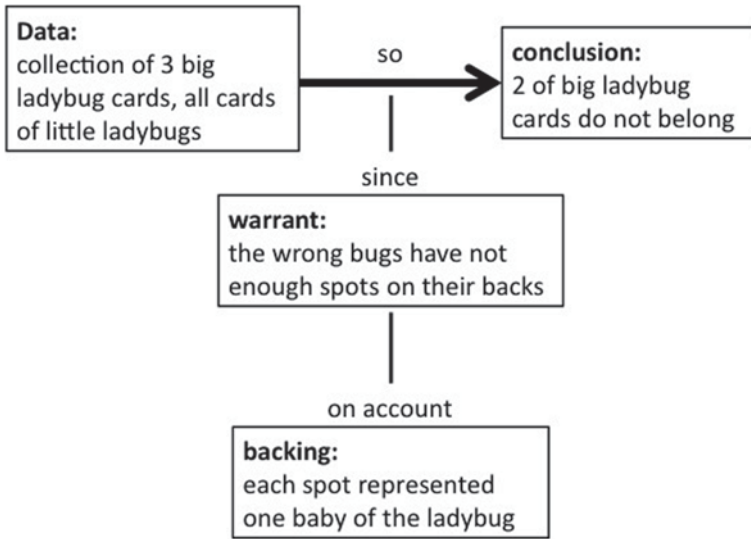 Data:
collection of 3 big
ladybug cards, all cards
of little ladybugs
so
conclusion:
2 of big ladybug
cards do not belong
since
warrant:
the wrong bugs have not
enough spots on their backs
on account
backing:
each spot represented
one baby of the ladybug